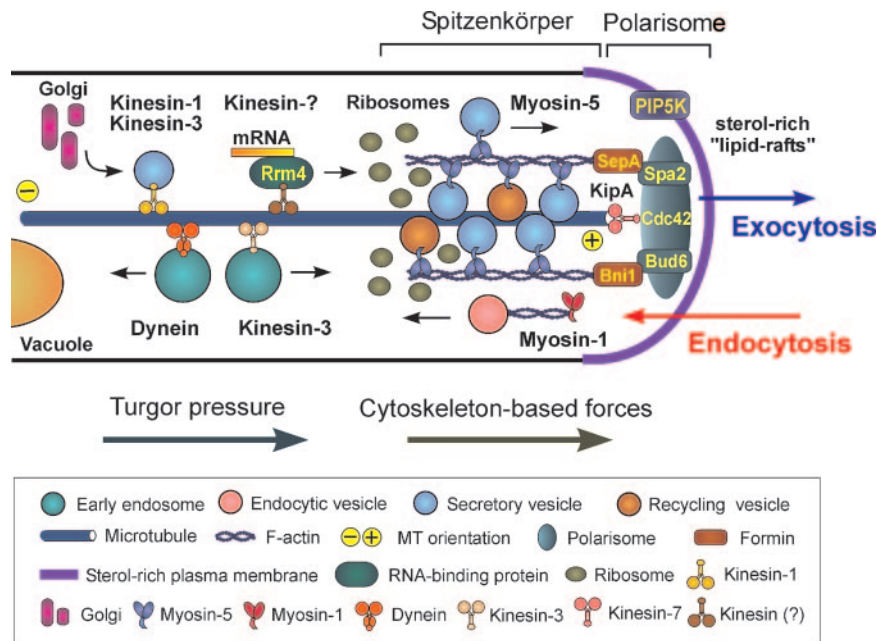 Spitzenkörper Polarisome
Golgi
Kinesin-1
Kinesin-3
Kinesin-?
mRNA
Rrm4
Ribosomes
Myosin-5
PIP5K
sterol-rich
"lipid-rafts"
SepA
Spa2
KipA
Cdc42
Exocytosis
−
+
Bud6
Bni1
Dynein
Kinesin-3
Myosin-1
Endocytosis
Vacuole
Turgor pressure Cytoskeleton-based forces
Early endosome Endocytic vesicle Secretory vesicle Recycling vesicle
Microtubule F-actin − + MT orientation Polarisome Formin
Sterol-rich plasma membrane RNA-binding protein Ribosome Kinesin-1
Golgi Myosin-5 Myosin-1 Dynein Kinesin-3 Kinesin-7 Kinesin (?)